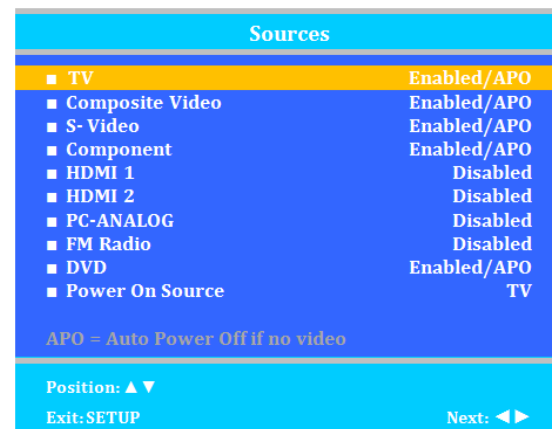 Sources
■ TV Enabled/APO
■ Composite Video Enabled/APO
■ S- Video Enabled/APO
■ Component Enabled/APO
■ HDMI 1 Disabled
■ HDMI 2 Disabled
■ PC-ANALOG Disabled
■ FM Radio Disabled
■ DVD Enabled/APO
■ Power On Source TV
APO = Auto Power Off if no video
Position: ▲ ▼
Exit: SETUP Next: ◀ ▶